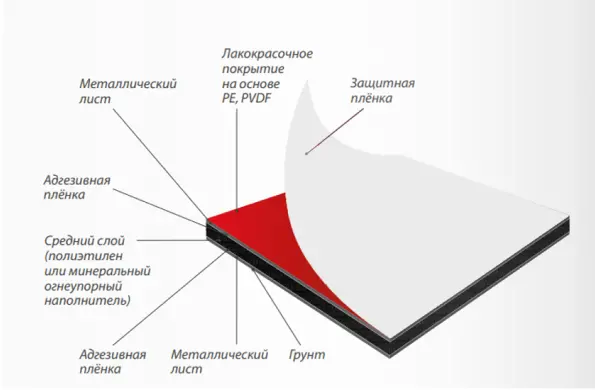 Лакокрасочное
покрытие
на основе
PE, PVDF
Металлический
лист
Защитная
плёнка
Адгезивная
плёнка
Средний слой
(полиэтилен
или минеральный
огнеупорный
наполнитель)
Адгезивная
плёнка
Металлический
лист
Грунт